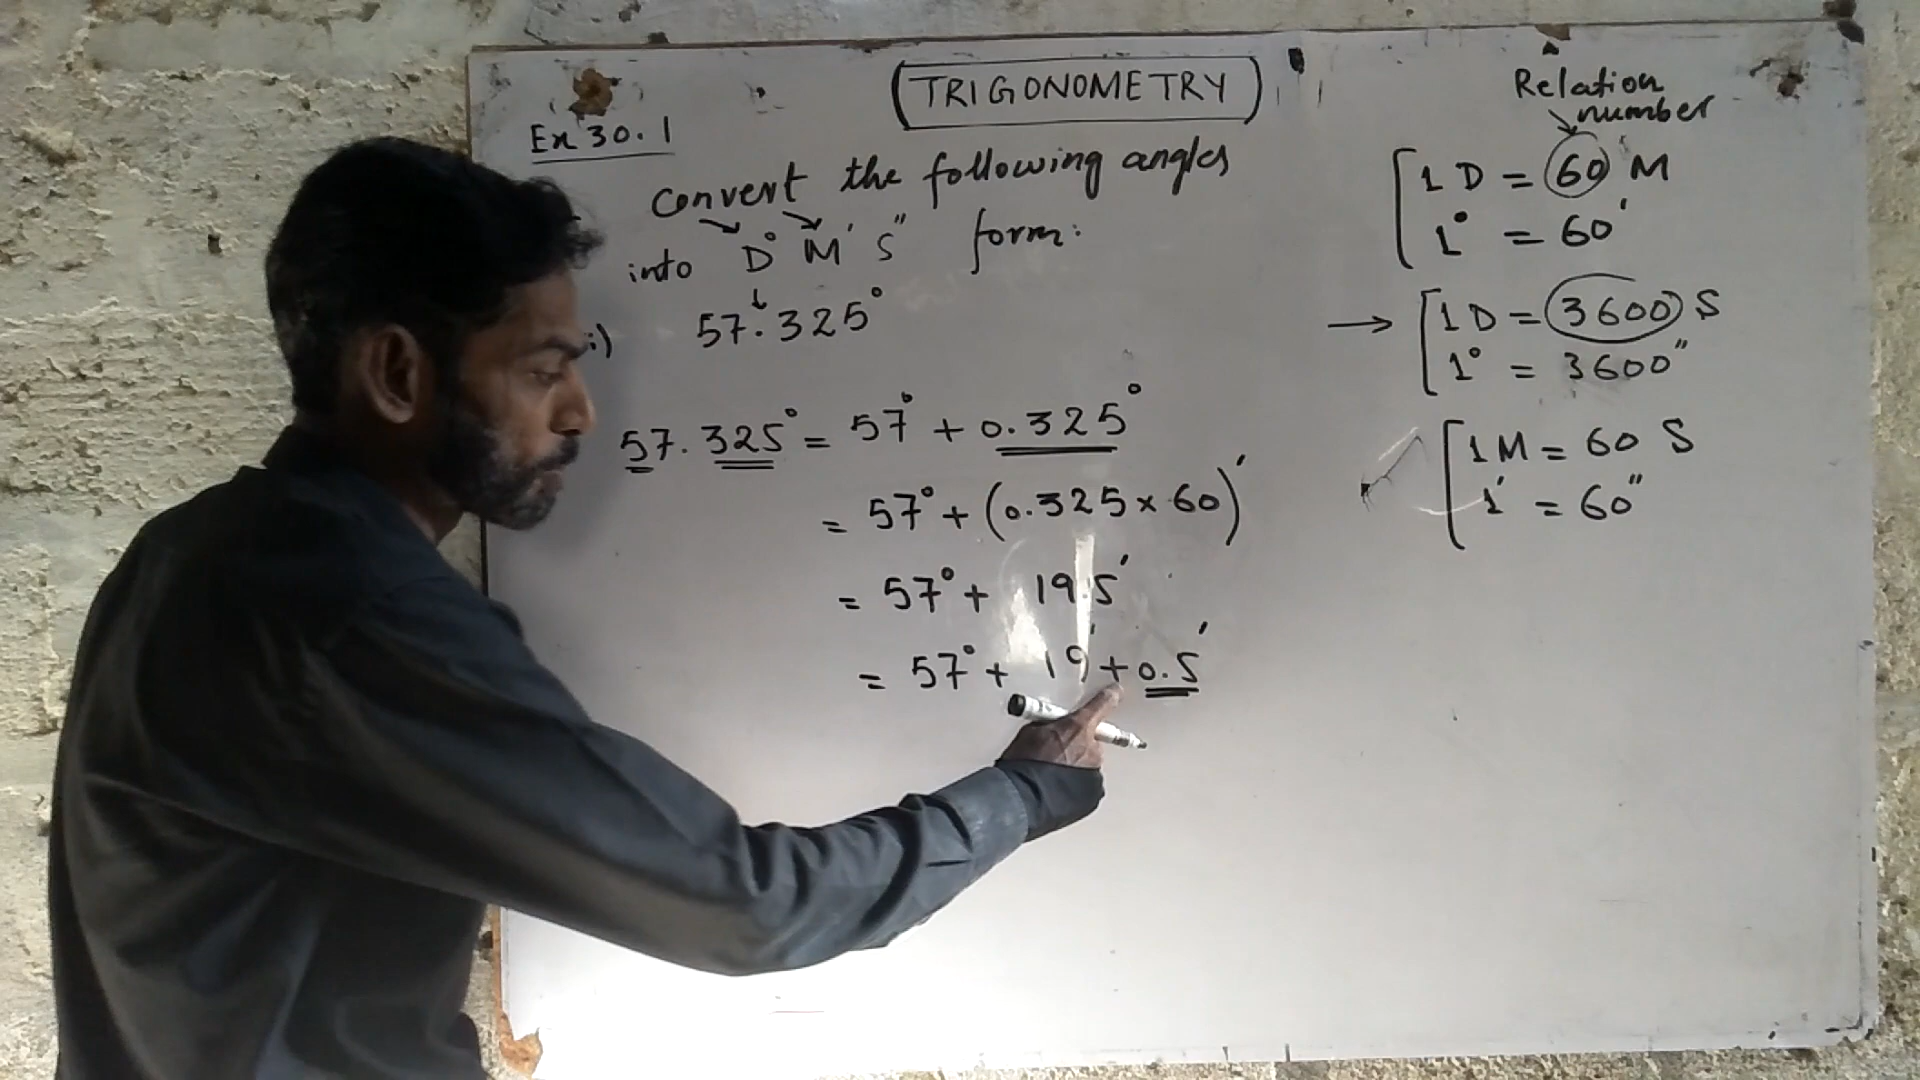 TRIGONOMETRY
Ex 30.1
Convert the following angles
into D° M' S" form:
i) 57.325°
57.325° = 57° + 0.325°
= 57° + (0.325 × 60)'
= 57° + 19.5'
= 57° + 19' + 0.5'
Relation
number
1 D = 60 M
1° = 60'
→ 1 D = 3600 S
1° = 3600"
1 M = 60 S
1' = 60"